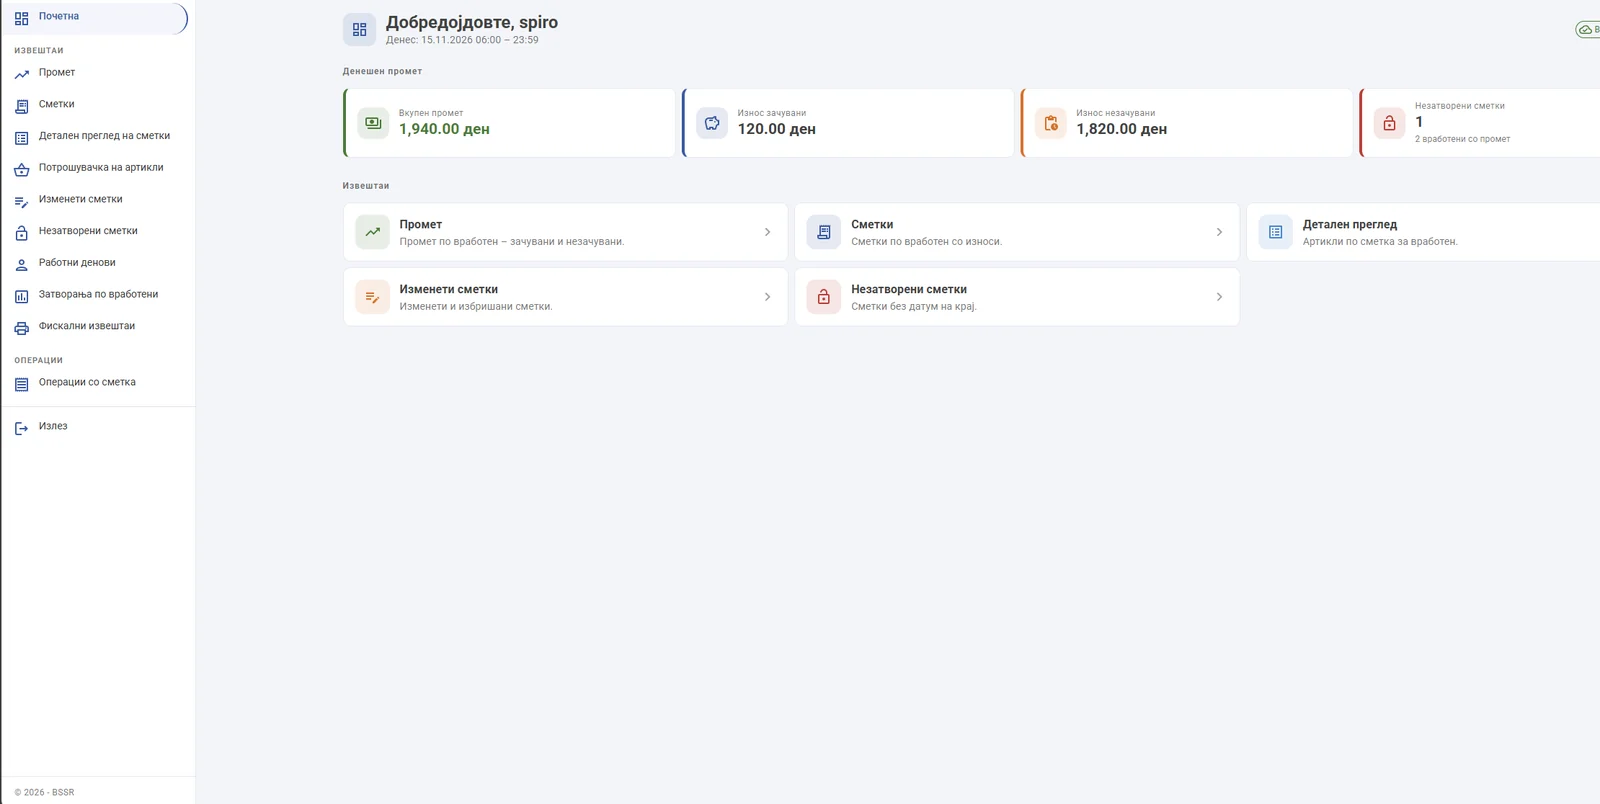 Почетна
ИЗВЕШТАИ
Промет
Сметки
Детален преглед на сметки
Потрошувачка на артикли
Изменети сметки
Незатворени сметки
Работни денови
Затворања по вработени
Фискални извештаи
ОПЕРАЦИИ
Операции со сметка
Излез
© 2026 - BSSR
Добредојдовте, spiro
Денес: 15.11.2026 06:00 – 23:59
В
Денешен промет
Вкупен промет
1,940.00 ден
Износ зачувани
120.00 ден
Износ незачувани
1,820.00 ден
Незатворени сметки
1
2 вработени со промет
Извештаи
Промет
Промет по вработен – зачувани и незачувани.
Сметки
Сметки по вработен со износи.
Детален преглед
Артикли по сметка за вработен.
Изменети сметки
Изменети и избришани сметки.
Незатворени сметки
Сметки без датум на крај.